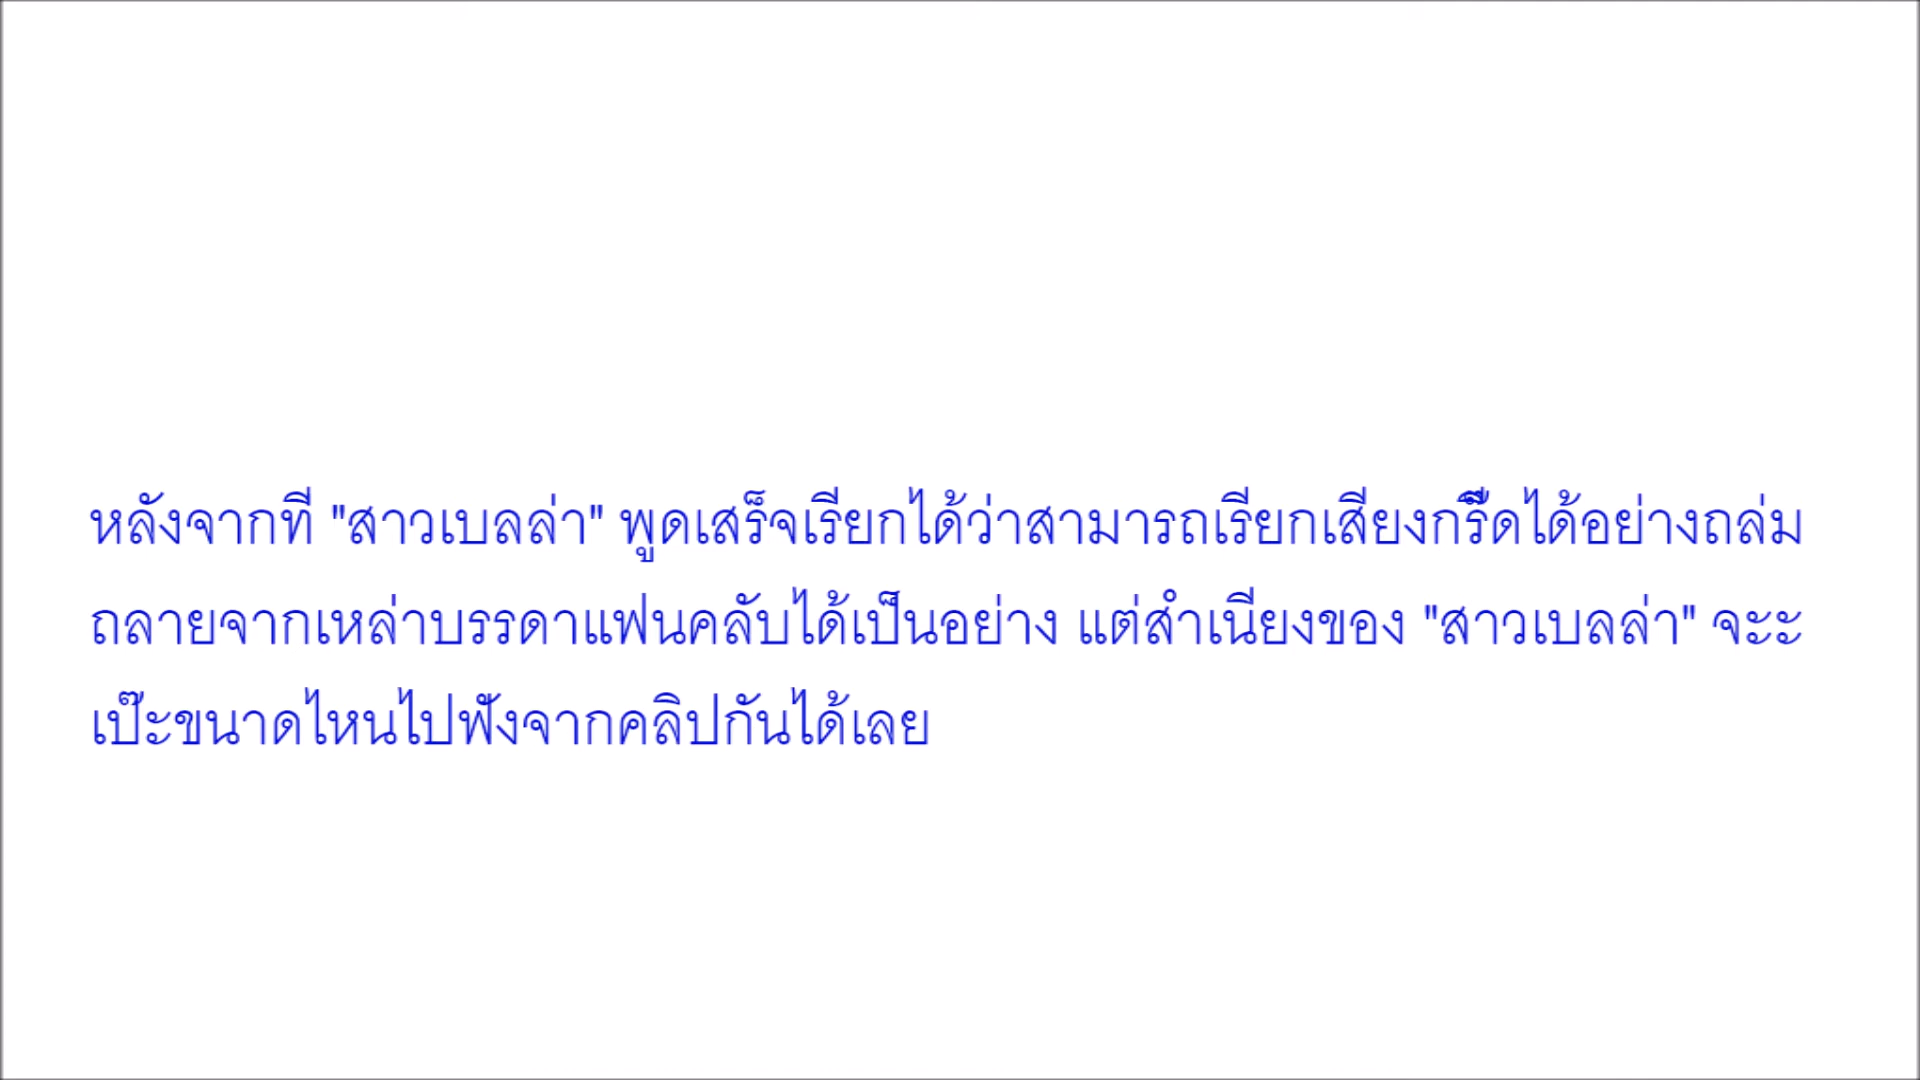 หลังจากที่ "สาวเบลล่า" พูดเสร็จเรียกได้ว่าสามารถเรียกเสียงกรี๊ดได้อย่างถล่ม
ถลายจากเหล่าบรรดาแฟนคลับได้เป็นอย่าง แต่สำเนียงของ "สาวเบลล่า" จะะ
เป๊ะขนาดไหนไปฟังจากคลิปกันได้เลย